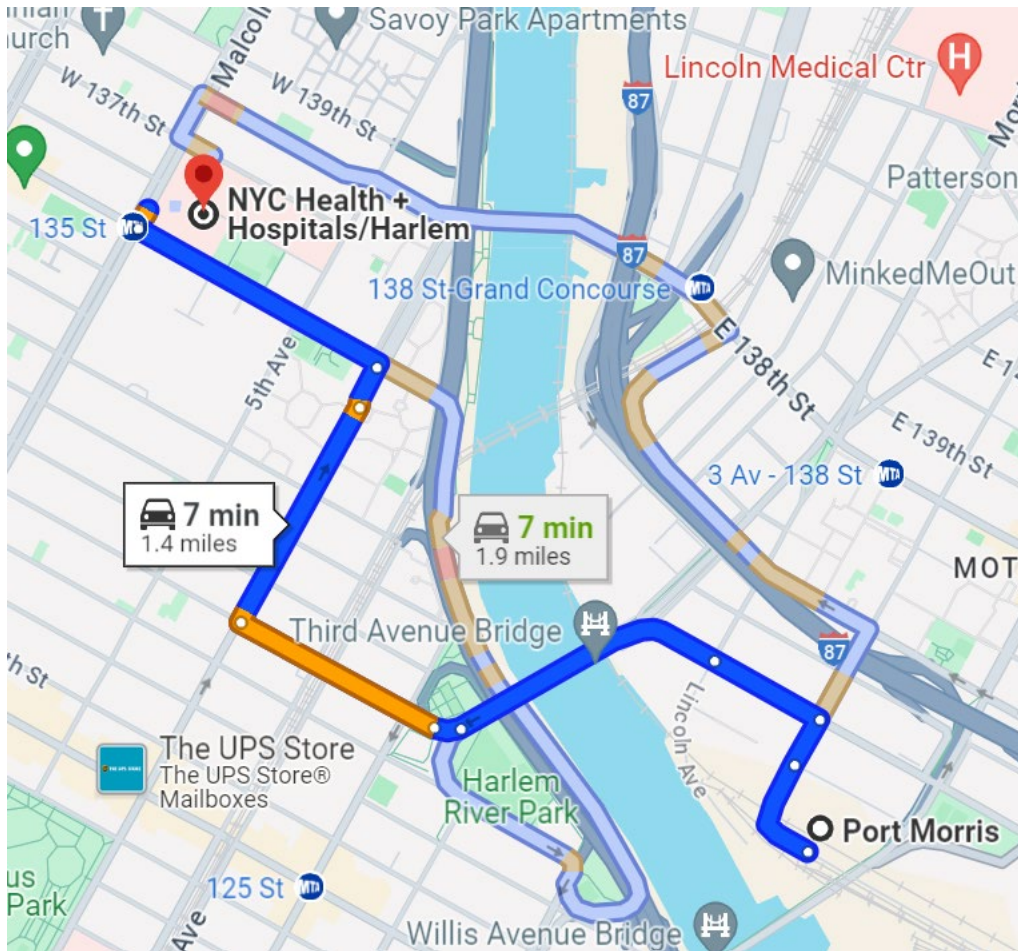 Savoy Park Apartments
urch
Malcol
W 137th St
W 139th St
87
Lincoln Medical Ctr
H
Patterson
NYC Health +
Hospitals/Harlem
135 St
87
138 St-Grand Concourse
MinkedMeOut
5th Ave
E 138th St
E 139th St
3 Av - 138 St
7 min
1.4 miles
7 min
1.9 miles
MOT
Third Avenue Bridge
87
Lincoln Ave
The UPS Store
The UPS Store®
Mailboxes
Harlem
River Park
Port Morris
us
Park
125 St
Ave
Willis Avenue Bridge